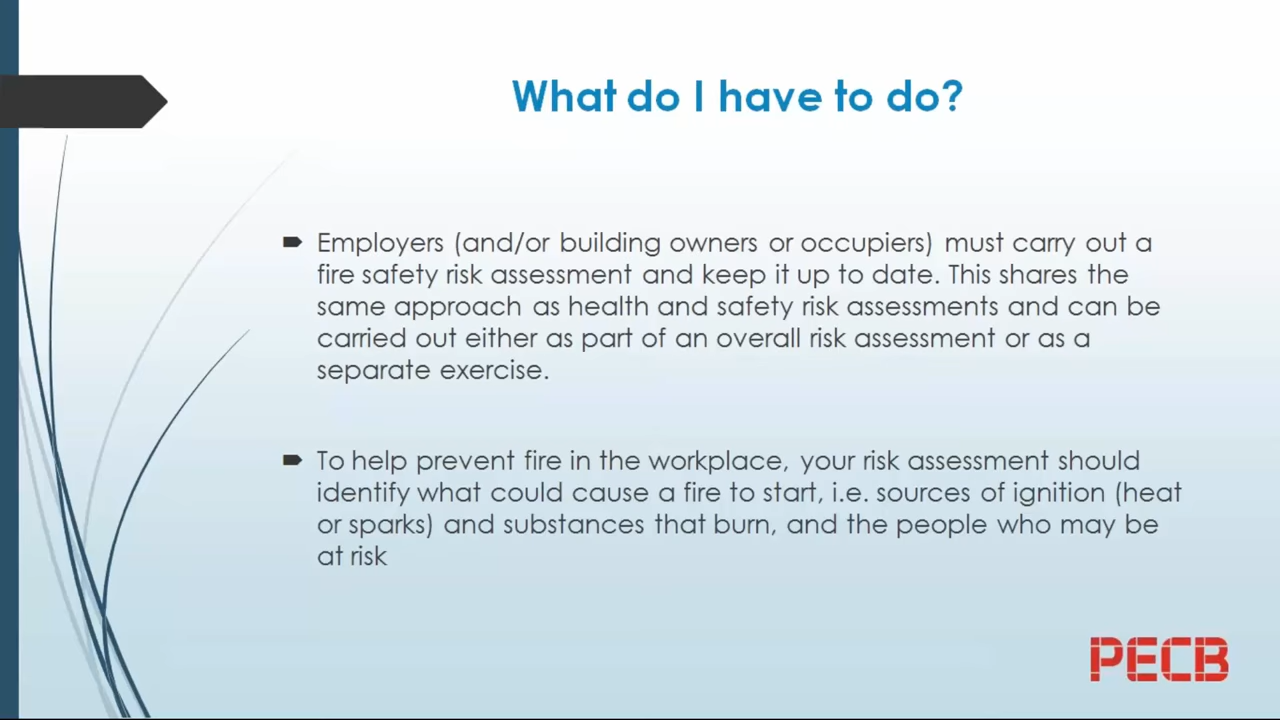 What do I have to do?
Employers (and/or building owners or occupiers) must carry out a
fire safety risk assessment and keep it up to date. This shares the
same approach as health and safety risk assessments and can be
carried out either as part of an overall risk assessment or as a
separate exercise.
To help prevent fire in the workplace, your risk assessment should
identify what could cause a fire to start, i.e. sources of ignition (heat
or sparks) and substances that burn, and the people who may be
at risk
PECB